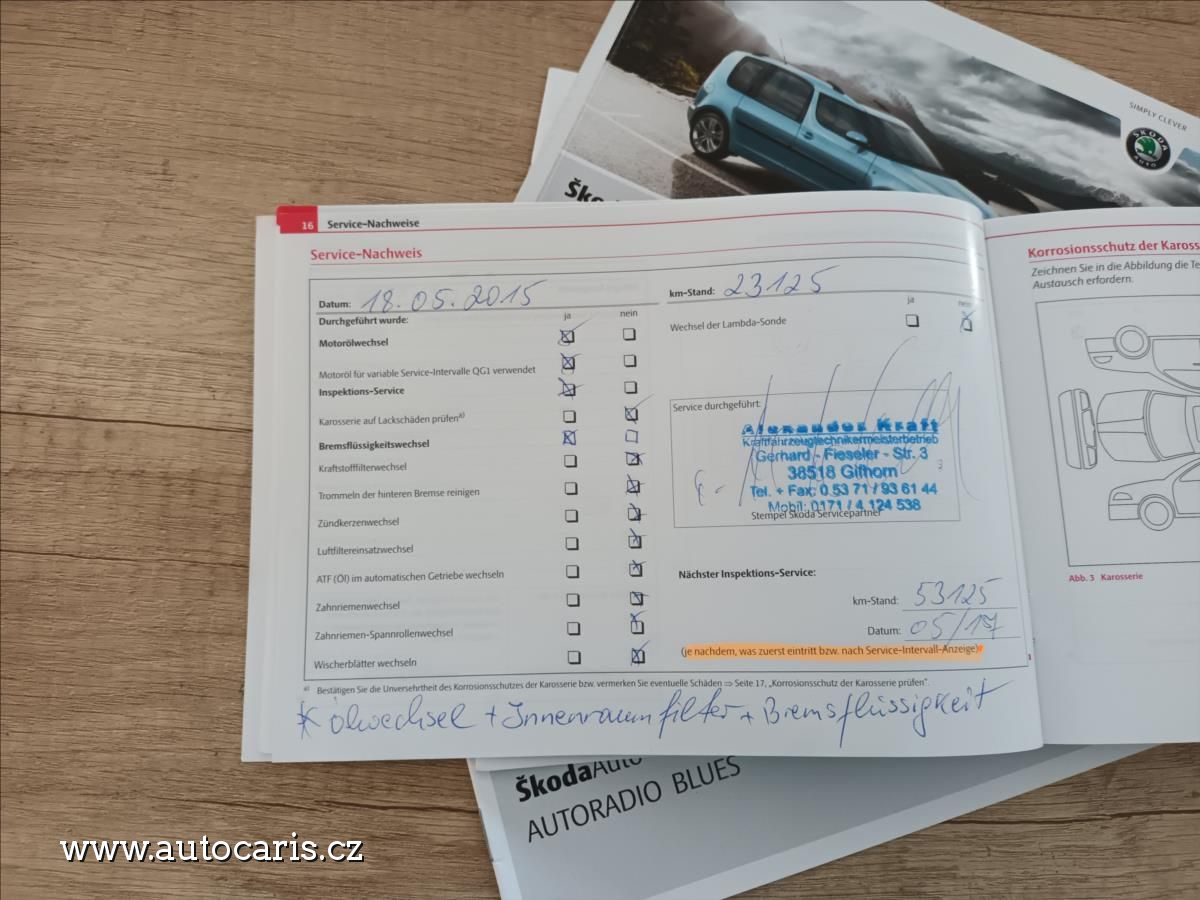 SIMPLY CLEVER
ŠKODA
AUTO
16 Service-Nachweise
Service-Nachweis
Datum: 18.05.2015
km-Stand: 23125
Durchgeführt wurde:
ja nein
ja nein
Motorölwechsel
Wechsel der Lambda-Sonde
Motoröl für variable Service-Intervalle QG1 verwendet
Inspektions-Service
Karosserie auf Lackschäden prüfen a)
Bremsflüssigkeitswechsel
Kraftstofffilterwechsel
Trommeln der hinteren Bremse reinigen
Zündkerzenwechsel
Luftfiltereinsatzwechsel
ATF (Öl) im automatischen Getriebe wechseln
Zahnriemenwechsel
Zahnriemen-Spannrollenwechsel
Wischerblätter wechseln
Service durchgeführt:
Alexander Kraft
Kraftfahrzeugtechnikermeisterbetrieb
Gerhard - Fieseler - Str. 3
38518 Gifhorn
Tel. + Fax: 0 53 71 / 93 61 44
Mobil: 0171 / 4 124 538
Stempel Škoda Servicepartner
Nächster Inspektions-Service:
km-Stand: 53125
Datum: 05/17
(je nachdem, was zuerst eintritt bzw. nach Service-Intervall-Anzeige)
a) Bestätigen Sie die Unversehrtheit des Korrosionsschutzes der Karosserie bzw. vermerken Sie eventuelle Schäden ⇒ Seite 17, „Korrosionsschutz der Karosserie prüfen".
* Ölwechsel + Innenraumfilter + Bremsflüssigkeit
Korrosionsschutz der Kaross
Zeichnen Sie in die Abbildung die Te
Austausch erfordern.
Abb. 3 Karosserie
ŠkodaAuto
AUTORADIO BLUES
www.autocaris.cz